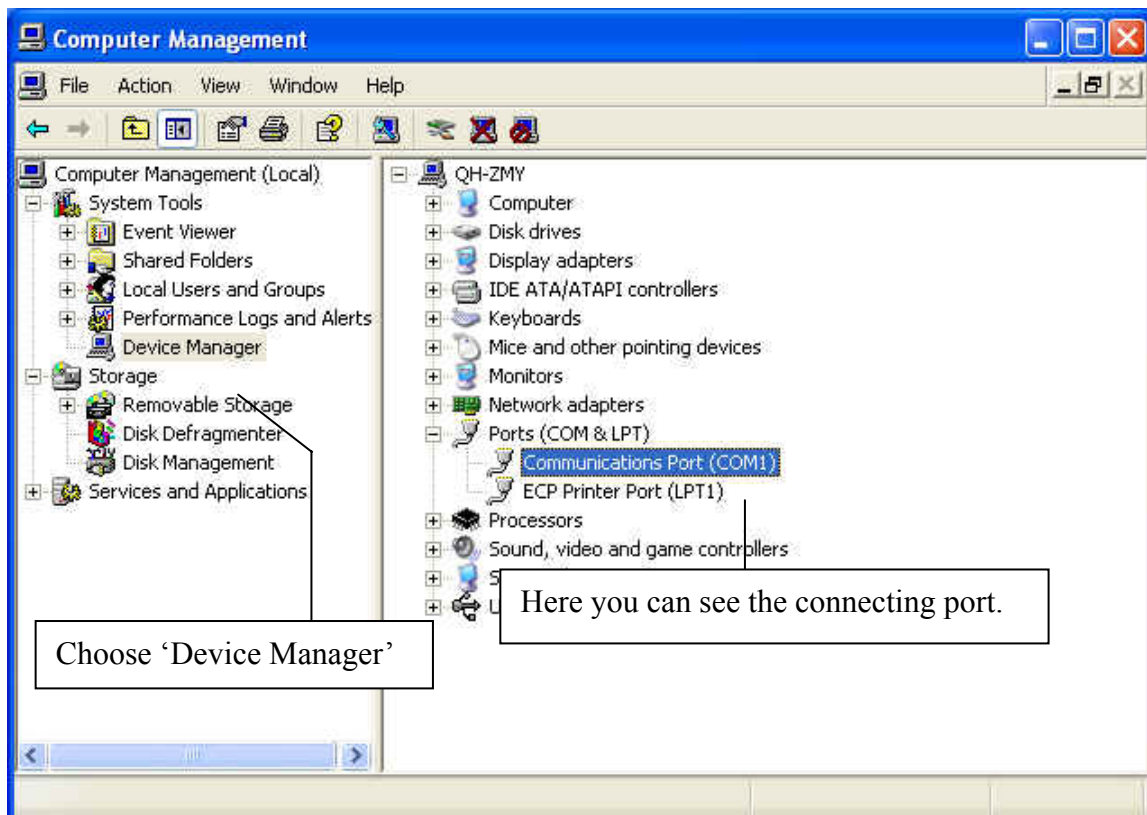 Computer Management
File Action View Window Help
Computer Management (Local)
System Tools
Event Viewer
Shared Folders
Local Users and Groups
Performance Logs and Alerts
Device Manager
Storage
Removable Storage
Disk Defragmenter
Disk Management
Services and Applications
QH-ZMY
Computer
Disk drives
Display adapters
IDE ATA/ATAPI controllers
Keyboards
Mice and other pointing devices
Monitors
Network adapters
Ports (COM & LPT)
Communications Port (COM1)
ECP Printer Port (LPT1)
Processors
Sound, video and game controllers
Here you can see the connecting port.
Choose ‘Device Manager’